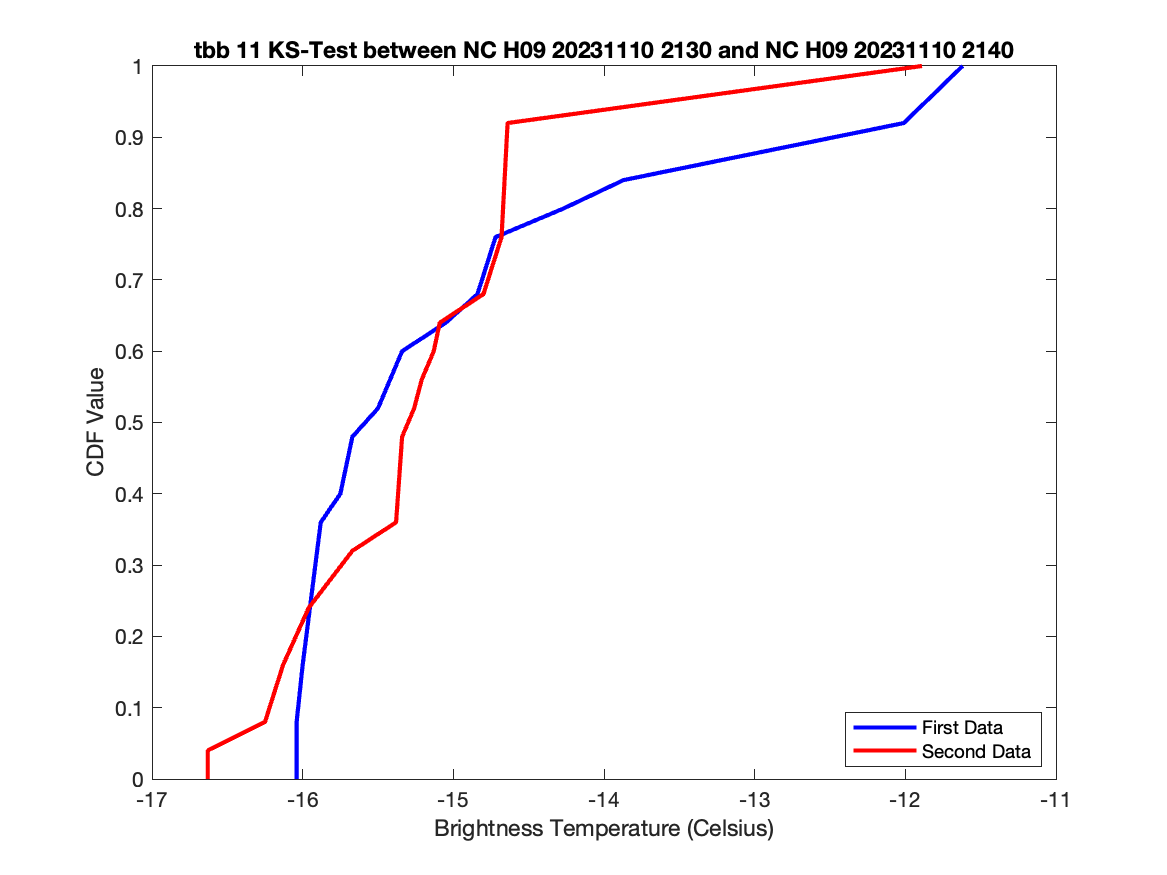 tbb 11 KS-Test between NC H09 20231110 2130 and NC H09 20231110 2140
1
0.9
0.8
0.7
0.6
0.5
0.4
0.3
0.2
0.1
0
CDF Value
First Data
Second Data
-17 -16 -15 -14 -13 -12 -11
Brightness Temperature (Celsius)